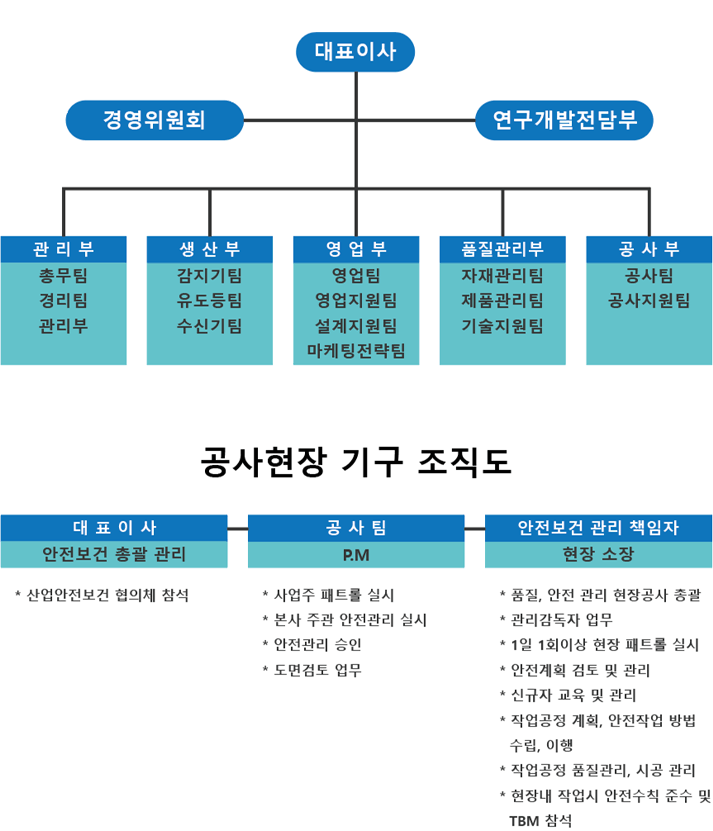 대표이사
경영위원회
연구개발전담부
관 리 부
총무팀
경리팀
관리부
생 산 부
감지기팀
유도등팀
수신기팀
영 업 부
영업팀
영업지원팀
설계지원팀
마케팅전략팀
품질관리부
자재관리팀
제품관리팀
기술지원팀
공 사 부
공사팀
공사지원팀
공사현장 기구 조직도
대 표 이 사
안전보건 총괄 관리
* 산업안전보건 협의체 참석
공 사 팀
P.M
* 사업주 패트롤 실시
* 본사 주관 안전관리 실시
* 안전관리 승인
* 도면검토 업무
안전보건 관리 책임자
현장 소장
* 품질, 안전 관리 현장공사 총괄
* 관리감독자 업무
* 1일 1회이상 현장 패트롤 실시
* 안전계획 검토 및 관리
* 신규자 교육 및 관리
* 작업공정 계획, 안전작업 방법
수립, 이행
* 작업공정 품질관리, 시공 관리
* 현장내 작업시 안전수칙 준수 및
TBM 참석